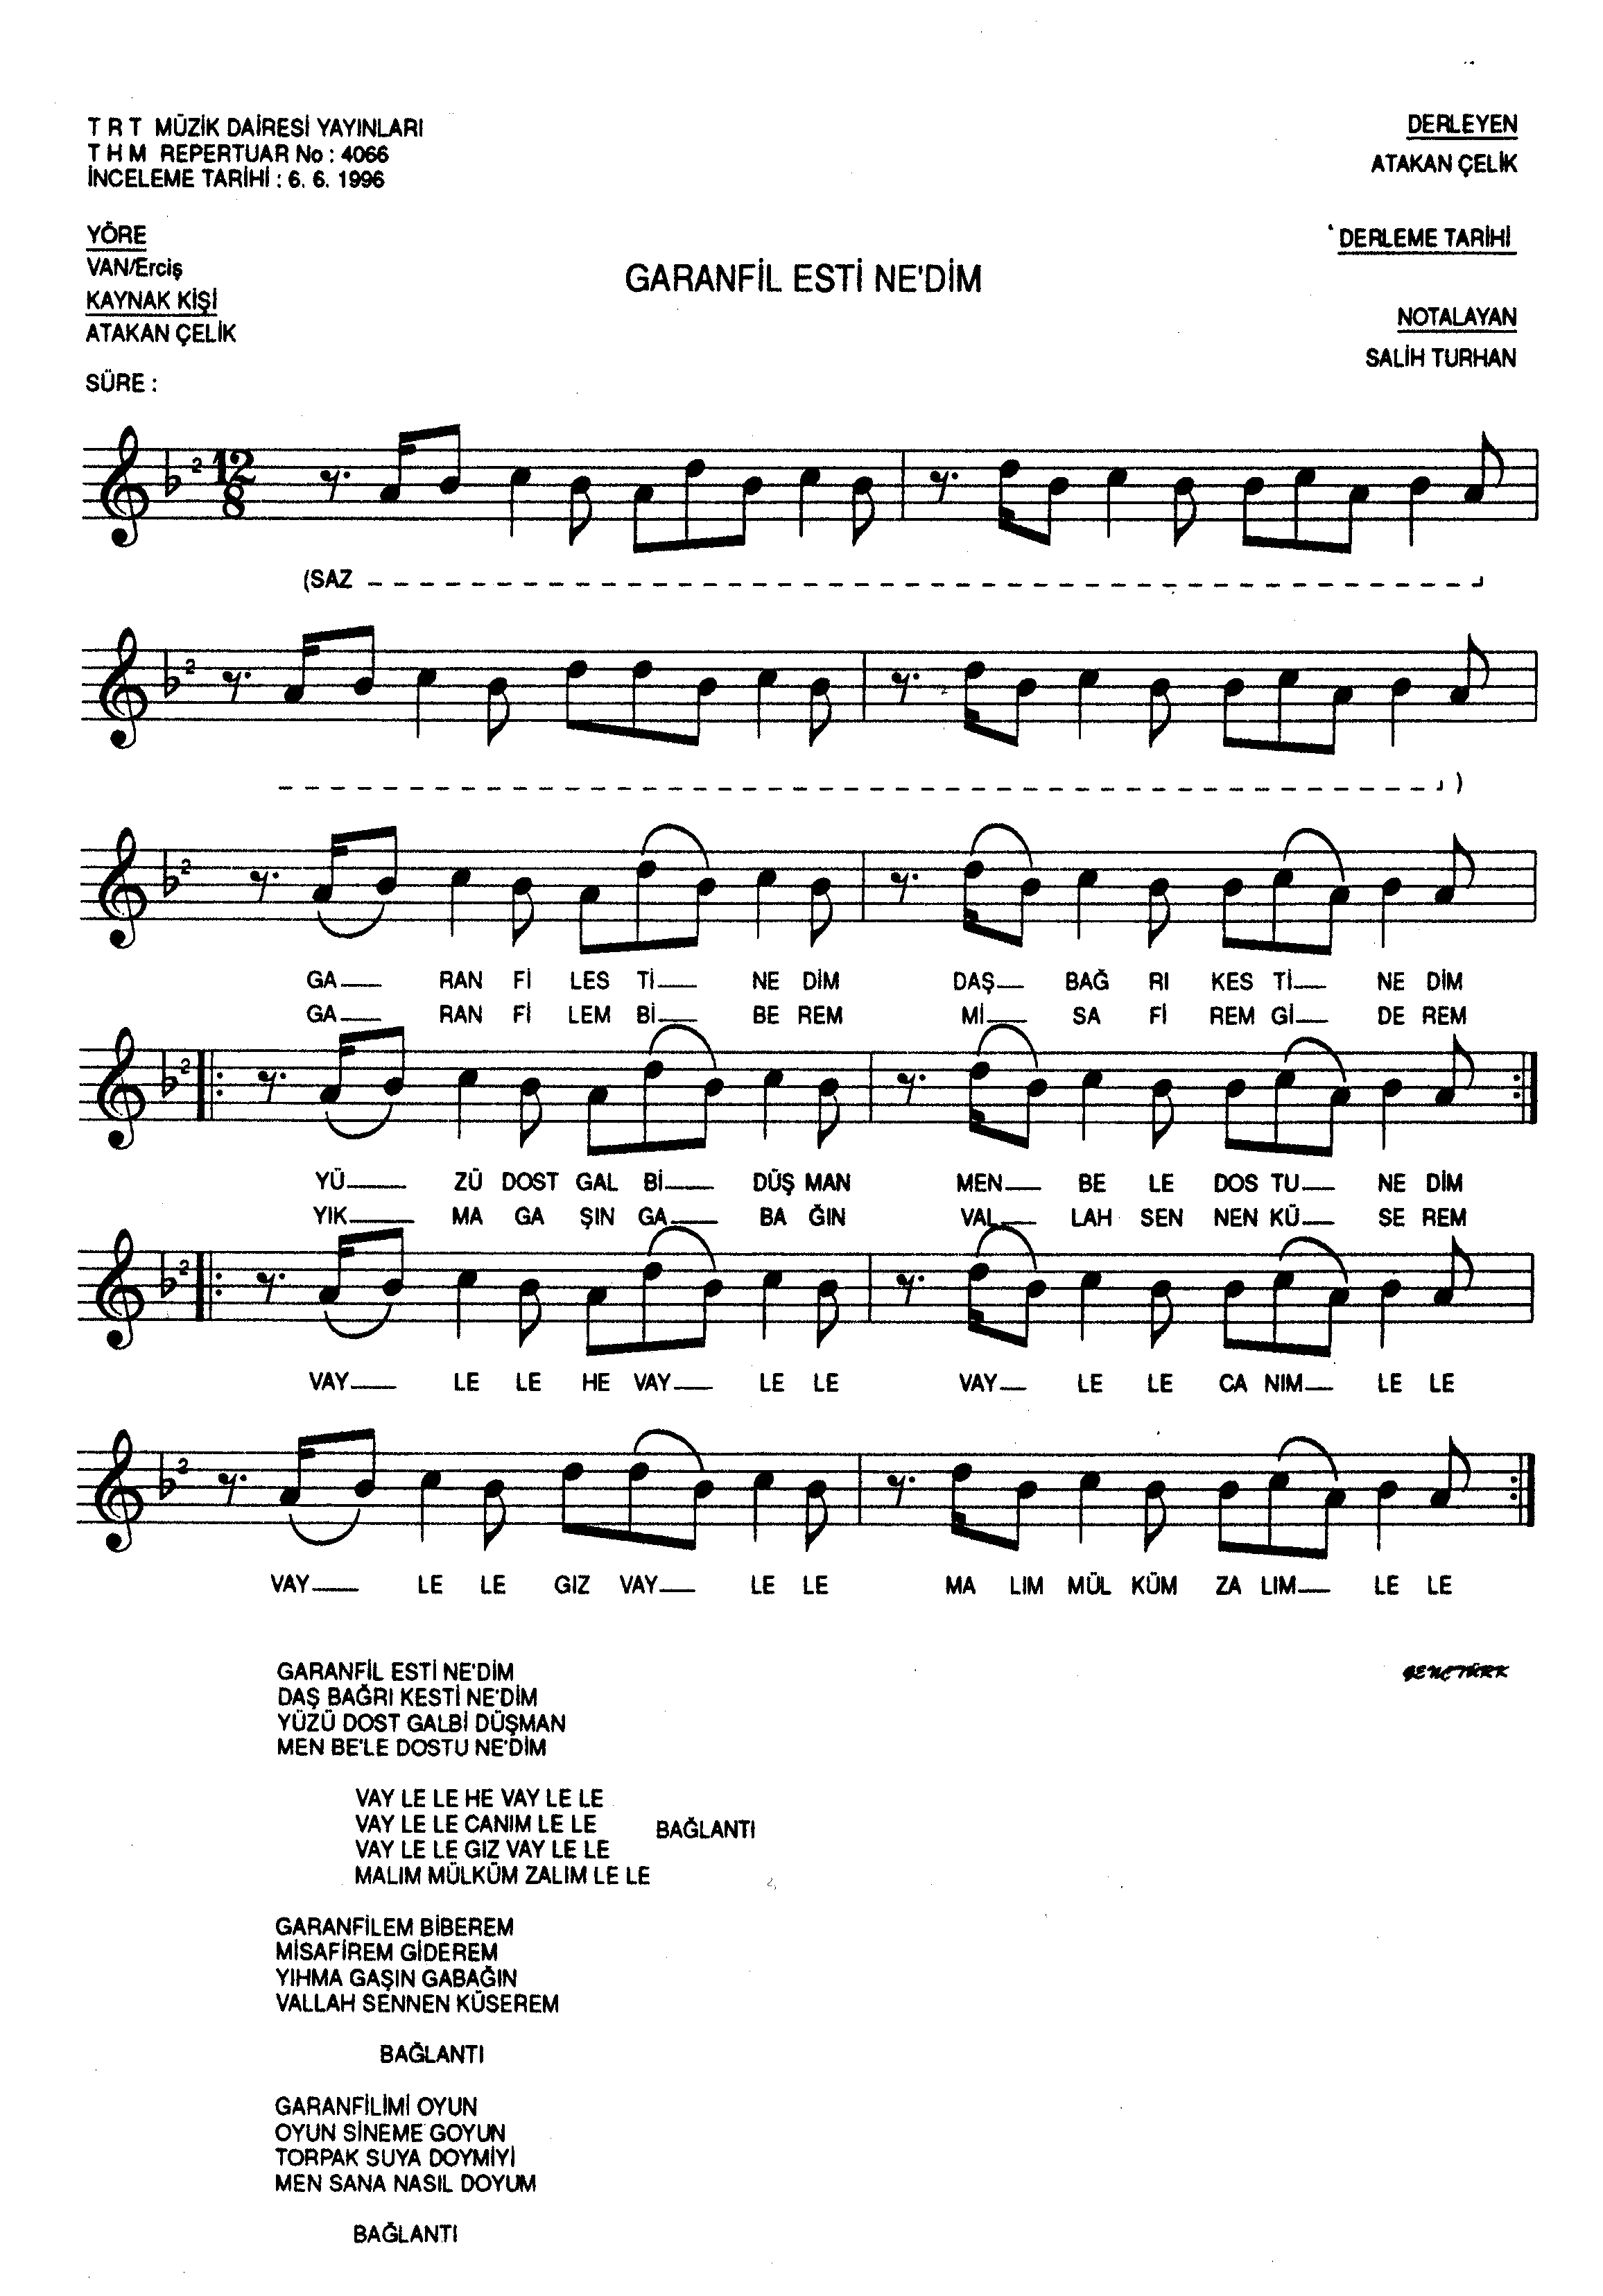 T R T MÜZİK DAİRESİ YAYINLARI
T H M REPERTUAR No : 4066
İNCELEME TARİHİ : 6. 6. 1996
DERLEYEN
ATAKAN ÇELİK
YÖRE
VAN/Erciş
KAYNAK KİŞİ
ATAKAN ÇELİK
SÜRE :
GARANFİL ESTİ NE'DİM
DERLEME TARİHİ
NOTALAYAN
SALİH TURHAN
2 12 8
(SAZ
2
)
2
GA RAN Fİ LES Tİ NE DİM DAŞ BAĞ RI KES Tİ NE DİM
GA RAN Fİ LEM Bİ BE REM Mİ SA Fİ REM Gİ DE REM
2
YÜ ZÜ DOST GAL Bİ DÜŞ MAN MEN BE LE DOS TU NE DİM
YIK MA GA ŞIN GA BA ĞIN VAL LAH SEN NEN KÜ SE REM
2
VAY LE LE HE VAY LE LE VAY LE LE CA NIM LE LE
2
VAY LE LE GIZ VAY LE LE MA LIM MÜL KÜM ZA LIM LE LE
GENÇTÜRK
GARANFİL ESTİ NE'DİM
DAŞ BAĞRI KESTİ NE'DİM
YÜZÜ DOST GALBİ DÜŞMAN
MEN BE'LE DOSTU NE'DİM
VAY LE LE HE VAY LE LE
VAY LE LE CANIM LE LE
VAY LE LE GIZ VAY LE LE
MALIM MÜLKÜM ZALIM LE LE
BAĞLANTI
GARANFİLEM BİBEREM
MİSAFİREM GİDEREM
YIHMA GAŞIN GABAĞIN
VALLAH SENNEN KÜSEREM
BAĞLANTI
GARANFİLİMİ OYUN
OYUN SİNEME GOYUN
TORPAK SUYA DOYMİYİ
MEN SANA NASIL DOYUM
BAĞLANTI